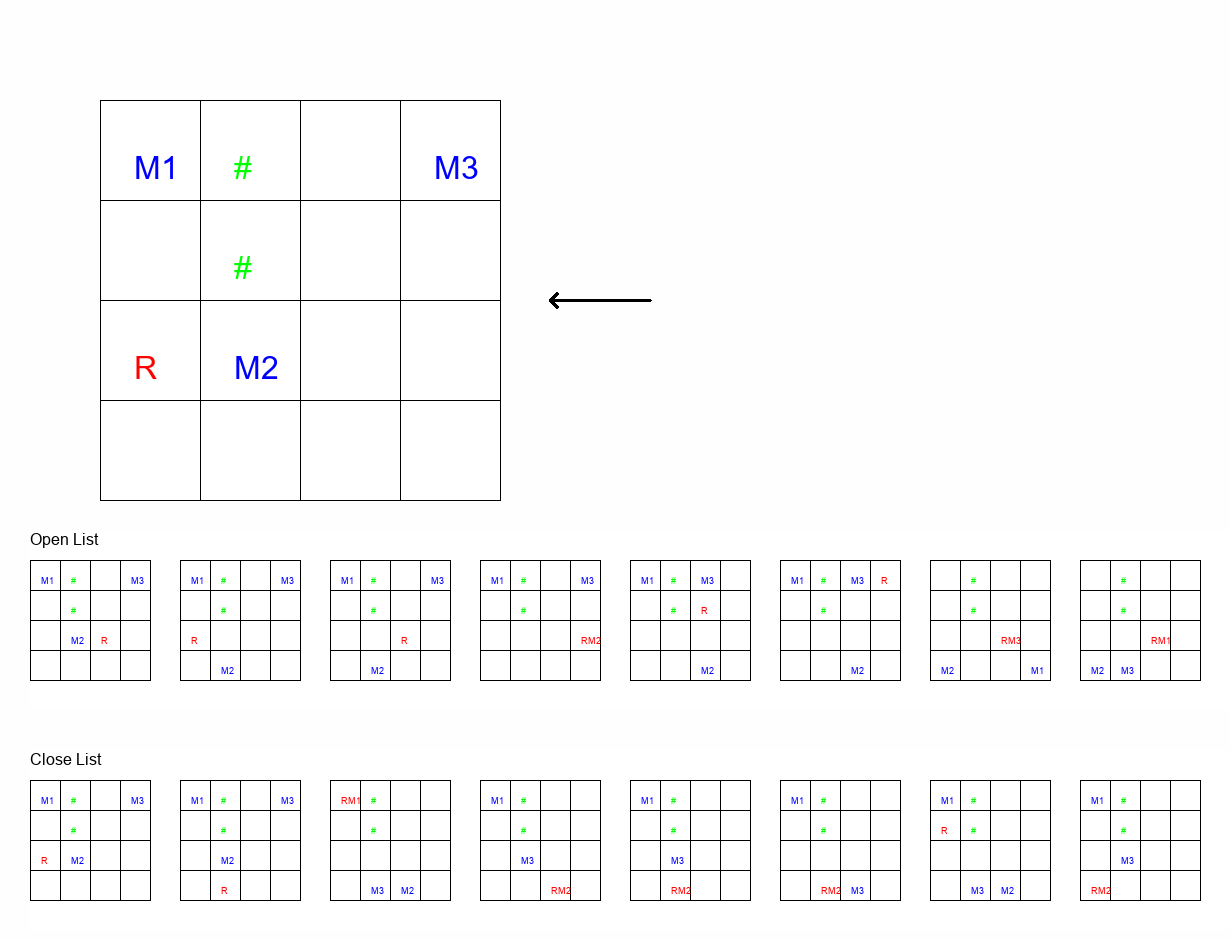 M1 # M3
#
R M2
Open List
M1 # M3 M1 # M3 M1 # M3 M1 # M3 M1 # M3 M1 # M3 R # #
# # # # # R # # #
M2 R R R RM2 RM3 RM1
M2 M2 M2 M2 M2 M1 M2 M3
Close List
M1 # M3 M1 # M3 RM1 # M1 # M1 # M1 # M1 # M1 #
# # # # # # R # #
R M2 M2 M3 M3 M3
R M3 M2 RM2 RM2 RM2 M3 M3 M2 RM2